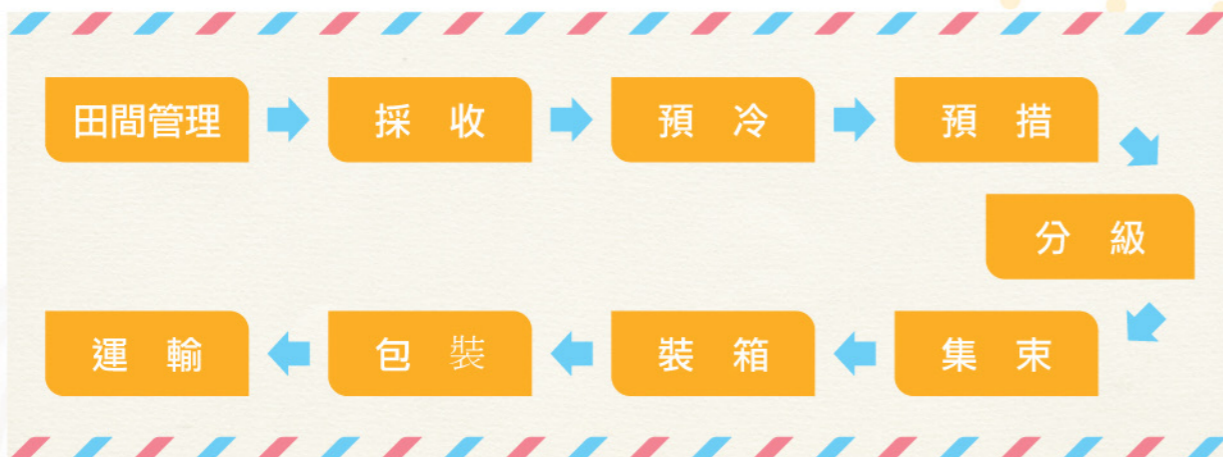 田間管理
採 收
預 冷
預 措
分 級
集 束
裝 箱
包 裝
運 輸